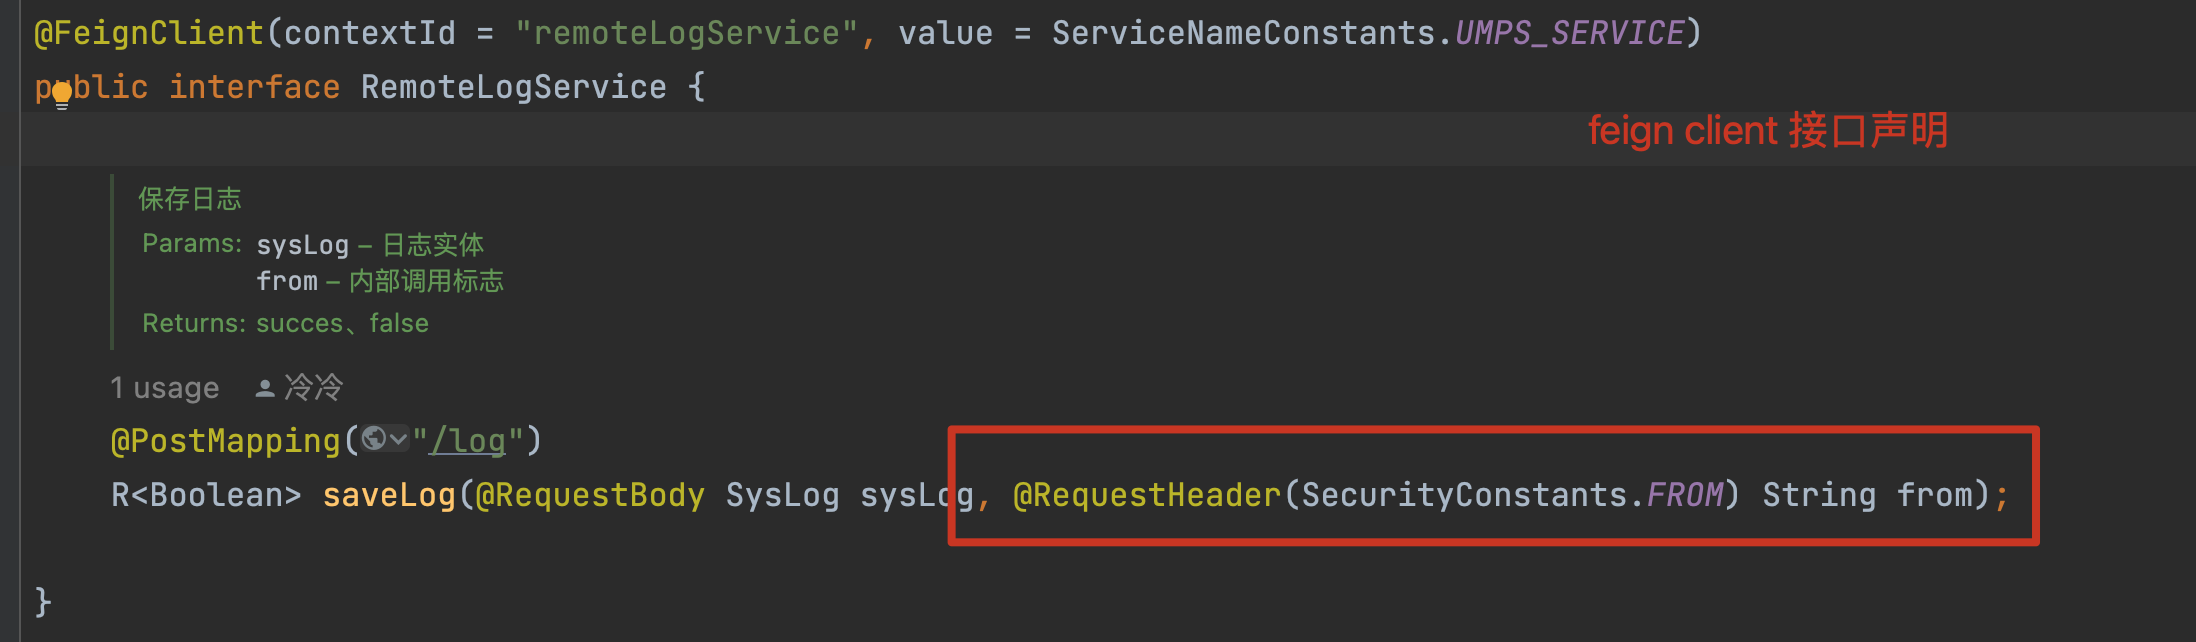 @FeignClient(contextId = "remoteLogService", value = ServiceNameConstants.UMPS_SERVICE)
public interface RemoteLogService {
feign client 接口声明
保存日志
Params: sysLog – 日志实体
from – 内部调用标志
Returns: succes、false
1 usage 冷冷
@PostMapping("/log")
R<Boolean> saveLog(@RequestBody SysLog sysLog, @RequestHeader(SecurityConstants.FROM) String from);
}